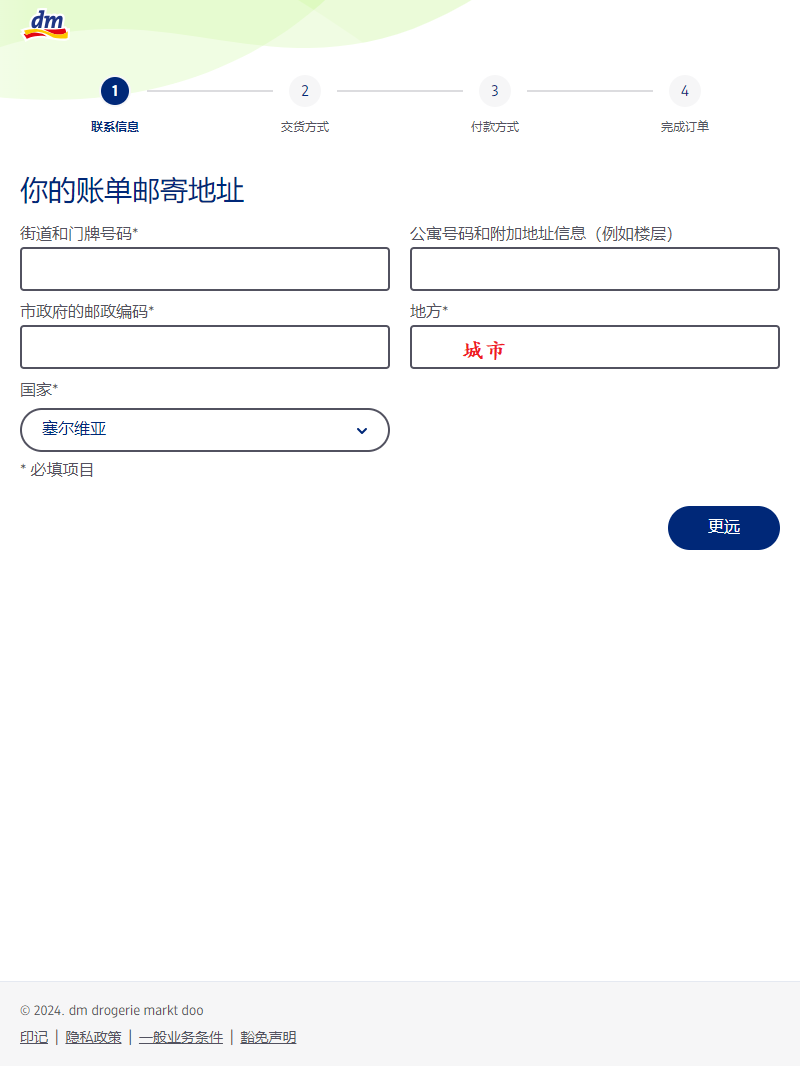 dm
1 2 3 4
联系信息 交货方式 付款方式 完成订单
你的账单邮寄地址
街道和门牌号码* 公寓号码和附加地址信息（例如楼层）
市政府的邮政编码* 地方*
城市
国家*
塞尔维亚
* 必填项目
更远
© 2024. dm drogerie markt doo
印记 | 隐私政策 | 一般业务条件 | 豁免声明